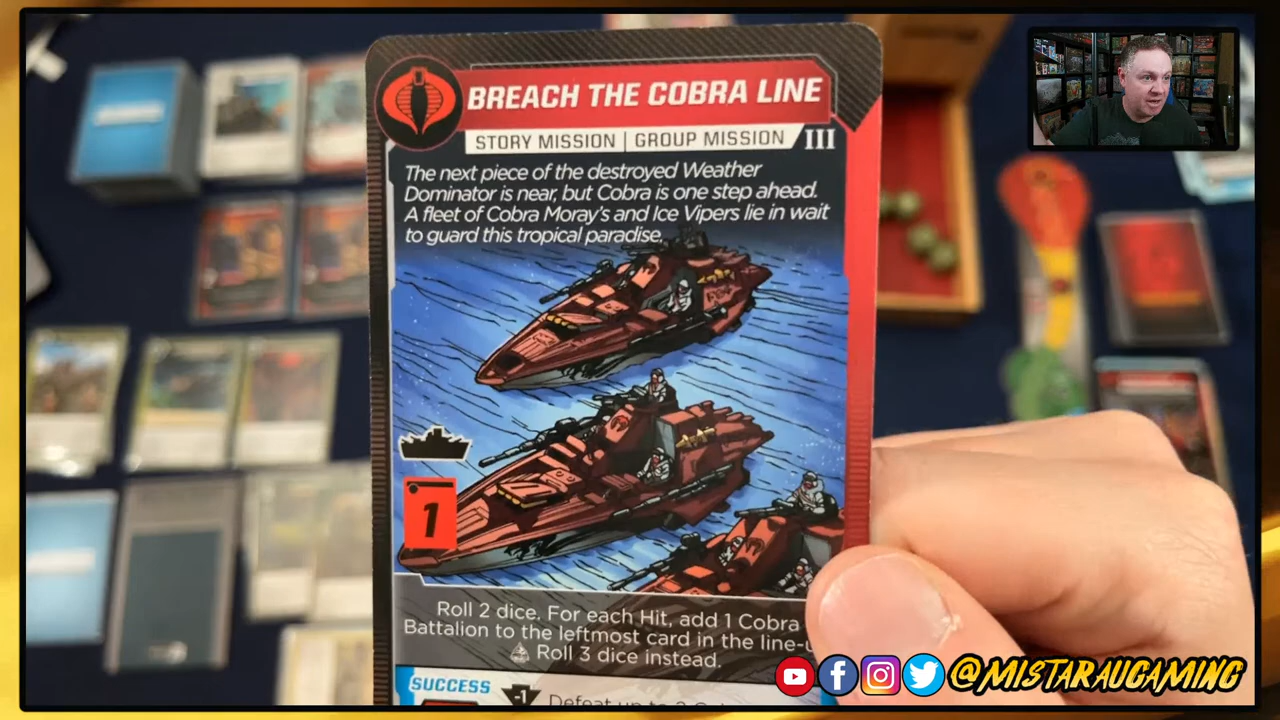 BREACH THE COBRA LINE
STORY MISSION | GROUP MISSION III
The next piece of the destroyed Weather
Dominator is near, but Cobra is one step ahead.
A fleet of Cobra Moray's and Ice Vipers lie in wait
to guard this tropical paradise.
1
Roll 2 dice. For each Hit, add 1 Cobra
Battalion to the leftmost card in the
Roll 3 dice instead.
SUCCESS -1 Defeat up to 2
@MISTARAUGAMING